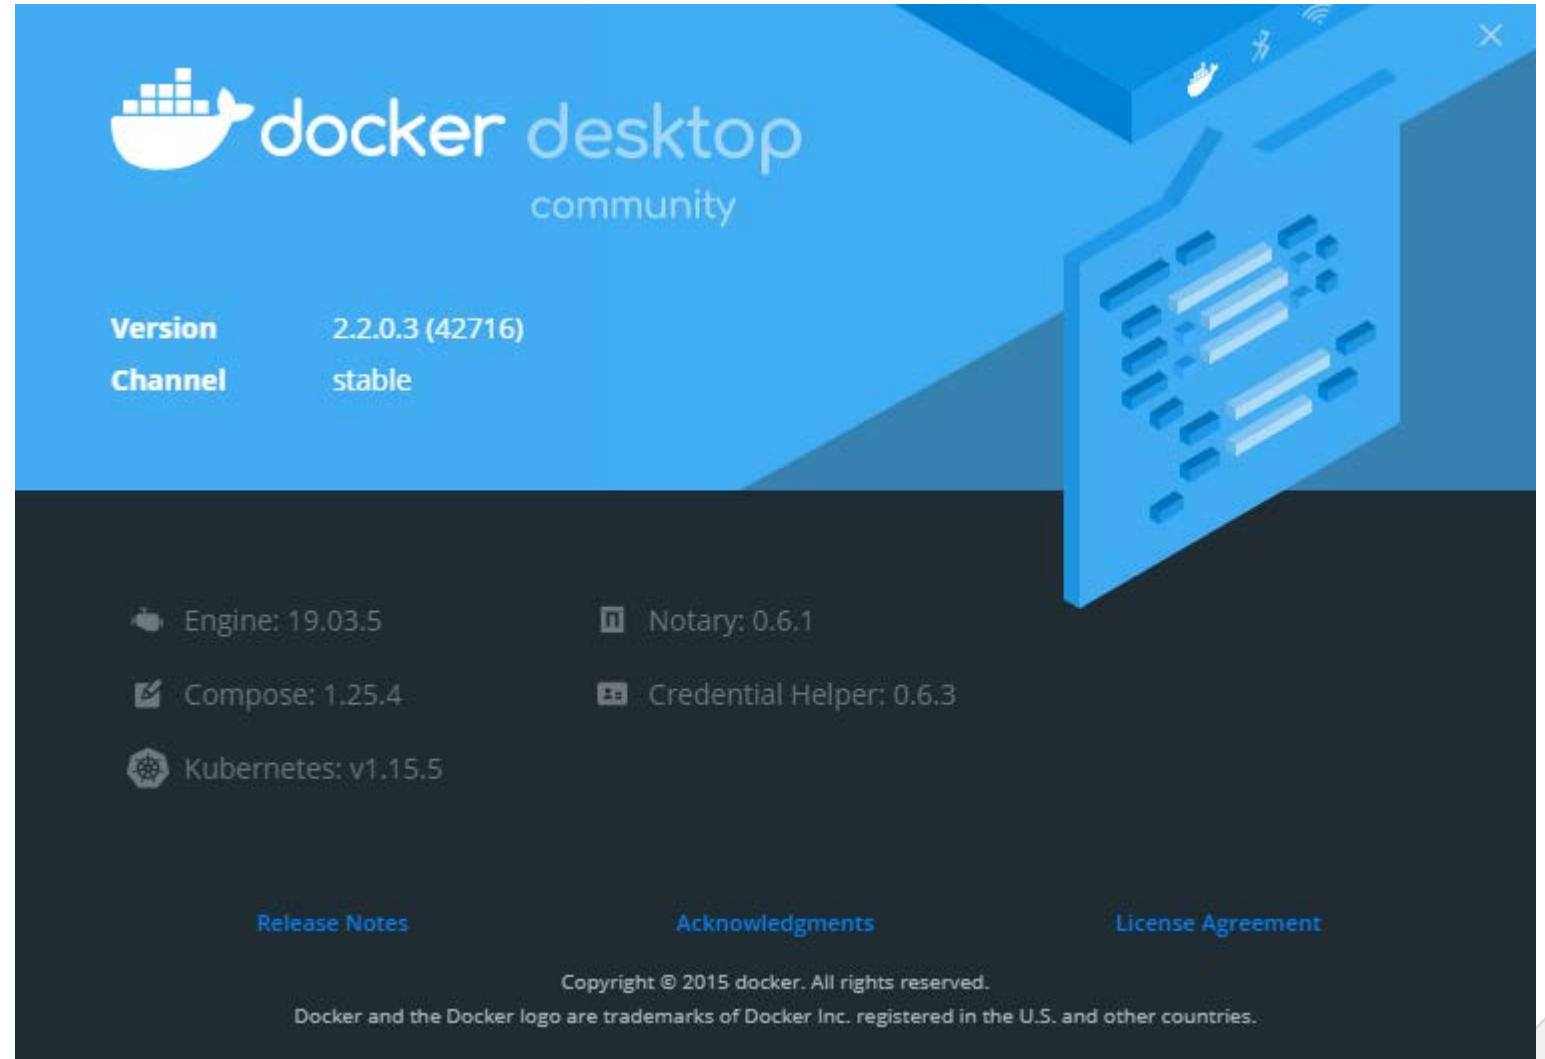 docker desktop
community
Version 2.2.0.3 (42716)
Channel stable
Engine: 19.03.5 Notary: 0.6.1
Compose: 1.25.4 Credential Helper: 0.6.3
Kubernetes: v1.15.5
Release Notes Acknowledgments License Agreement
Copyright © 2015 docker. All rights reserved.
Docker and the Docker logo are trademarks of Docker Inc. registered in the U.S. and other countries.